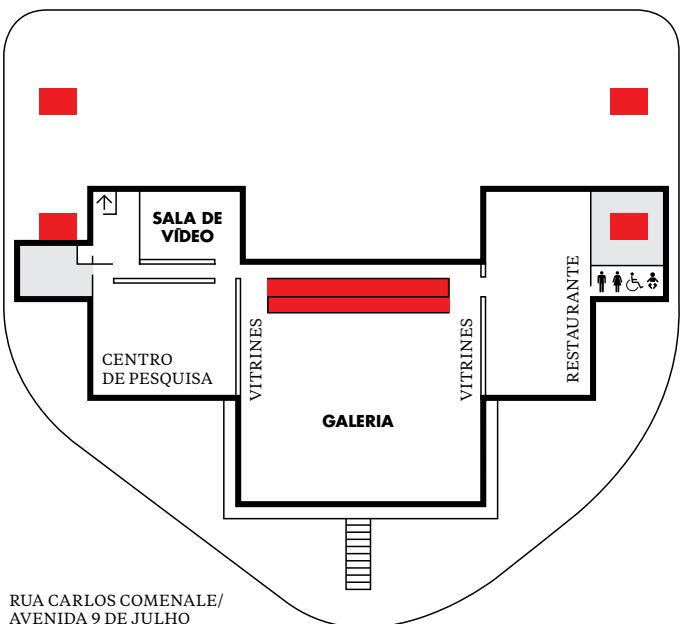 SALA DE
VÍDEO
CENTRO
DE PESQUISA
VITRINES
GALERIA
VITRINES
RESTAURANTE
RUA CARLOS COMENALE/
AVENIDA 9 DE JULHO